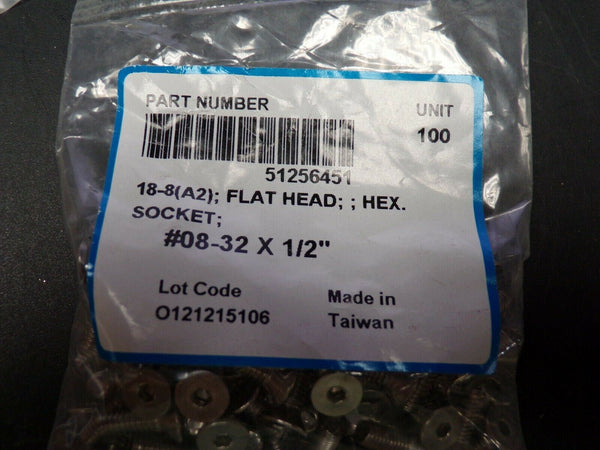 PART NUMBER
UNIT
100
51256451
18-8(A2); FLAT HEAD; ; HEX.
SOCKET;
#08-32 X 1/2"
Lot Code
O121215106
Made in
Taiwan